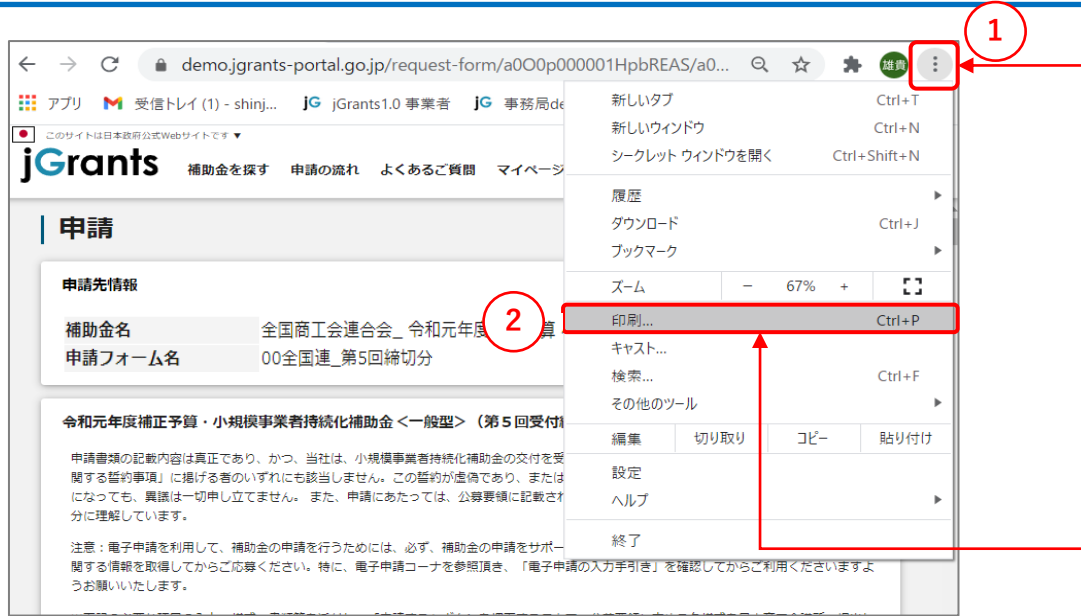 1
demo.jgrants-portal.go.jp/request-form/a0O0p000001HpbREAS/a0...
雄貴
アプリ 受信トレイ (1) - shinj... jG jGrants1.0 事業者 jG 事務局de
このサイトは日本政府公式Webサイトです ▼
jGrants 補助金を探す 申請の流れ よくあるご質問 マイページ
新しいタブ Ctrl+T
新しいウィンドウ Ctrl+N
シークレット ウィンドウを開く Ctrl+Shift+N
履歴
ダウンロード Ctrl+J
ブックマーク
ズーム − 67% +
2
印刷... Ctrl+P
キャスト...
検索... Ctrl+F
その他のツール
編集 切り取り コピー 貼り付け
設定
ヘルプ
終了
申請
申請先情報
補助金名 全国商工会連合会_ 令和元年度 算
申請フォーム名 00全国連_第5回締切分
令和元年度補正予算・小規模事業者持続化補助金＜一般型＞（第５回受付
申請書類の記載内容は真正であり、かつ、当社は、小規模事業者持続化補助金の交付を受
関する誓約事項」に掲げる者のいずれにも該当しません。この誓約が虚偽であり、または
になっても、異議は一切申し立てません。 また、申請にあたっては、公募要領に記載され
分に理解しています。
注意：電子申請を利用して、補助金の申請を行うためには、必ず、補助金の申請をサポー
関する情報を取得してからご応募ください。特に、電子申請コーナを参照頂き、「電子申請の入力手引き」を確認してからご利用くださいますよ
うお願いいたします。